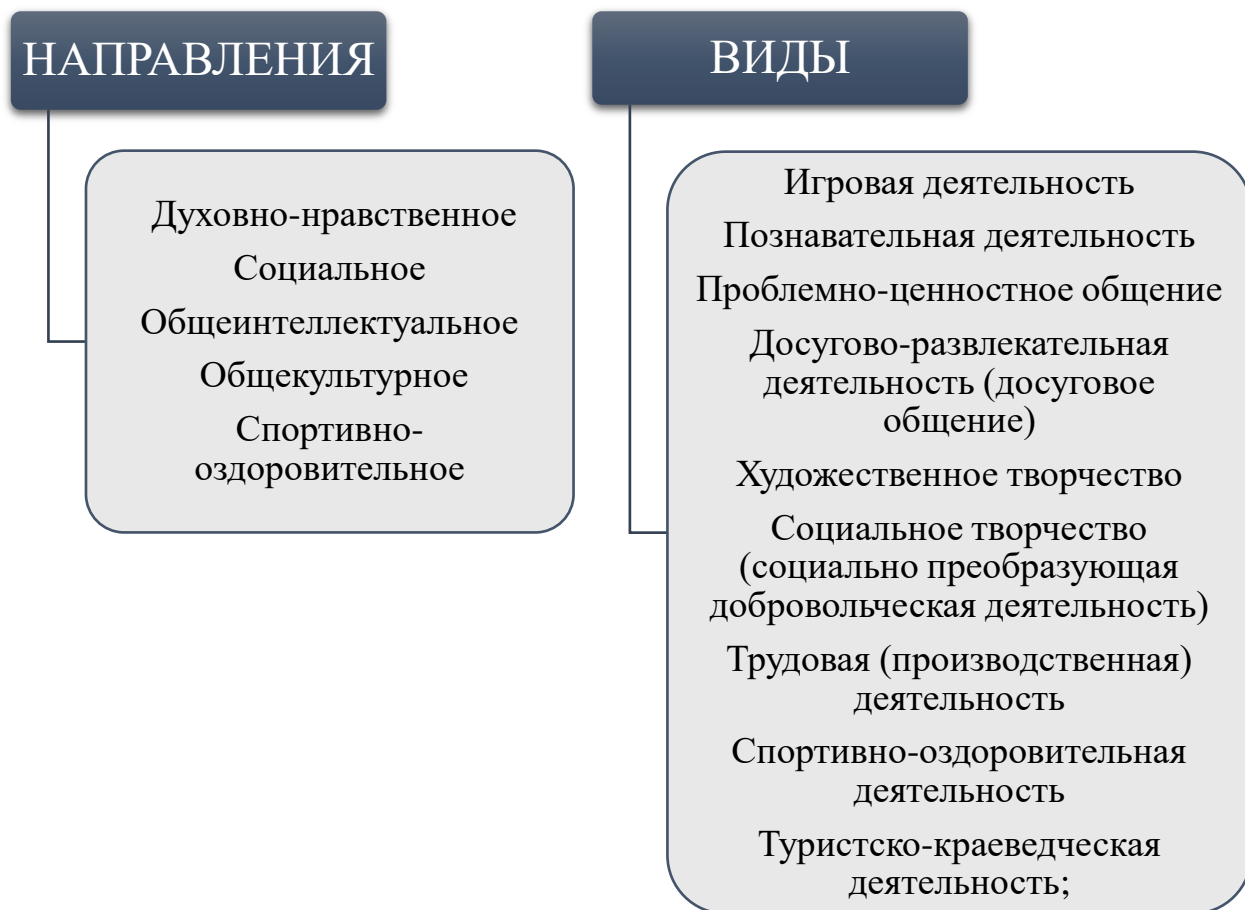 НАПРАВЛЕНИЯ
Духовно-нравственное
Социальное
Общеинтеллектуальное
Общекультурное
Спортивно-
оздоровительное
ВИДЫ
Игровая деятельность
Познавательная деятельность
Проблемно-ценностное общение
Досугово-развлекательная
деятельность (досуговое
общение)
Художественное творчество
Социальное творчество
(социально преобразующая
добровольческая деятельность)
Трудовая (производственная)
деятельность
Спортивно-оздоровительная
деятельность
Туристско-краеведческая
деятельность;